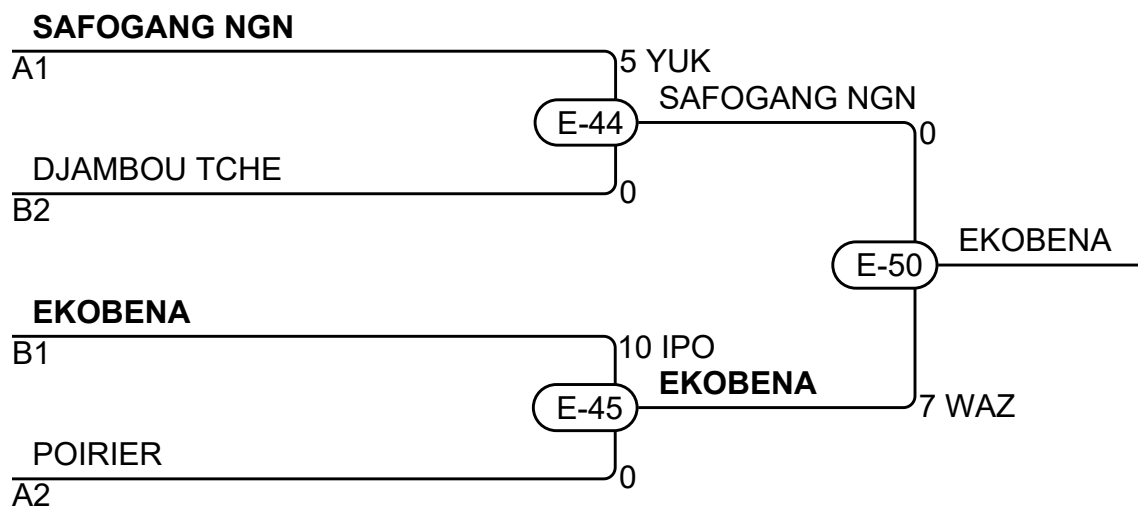 SAFOGANG NGN
A1
5 YUK
SAFOGANG NGN
E-44
0
DJAMBOU TCHE
B2
0
E-50
EKOBENA
EKOBENA
B1
10 IPO
EKOBENA
E-45
7 WAZ
POIRIER
A2
0